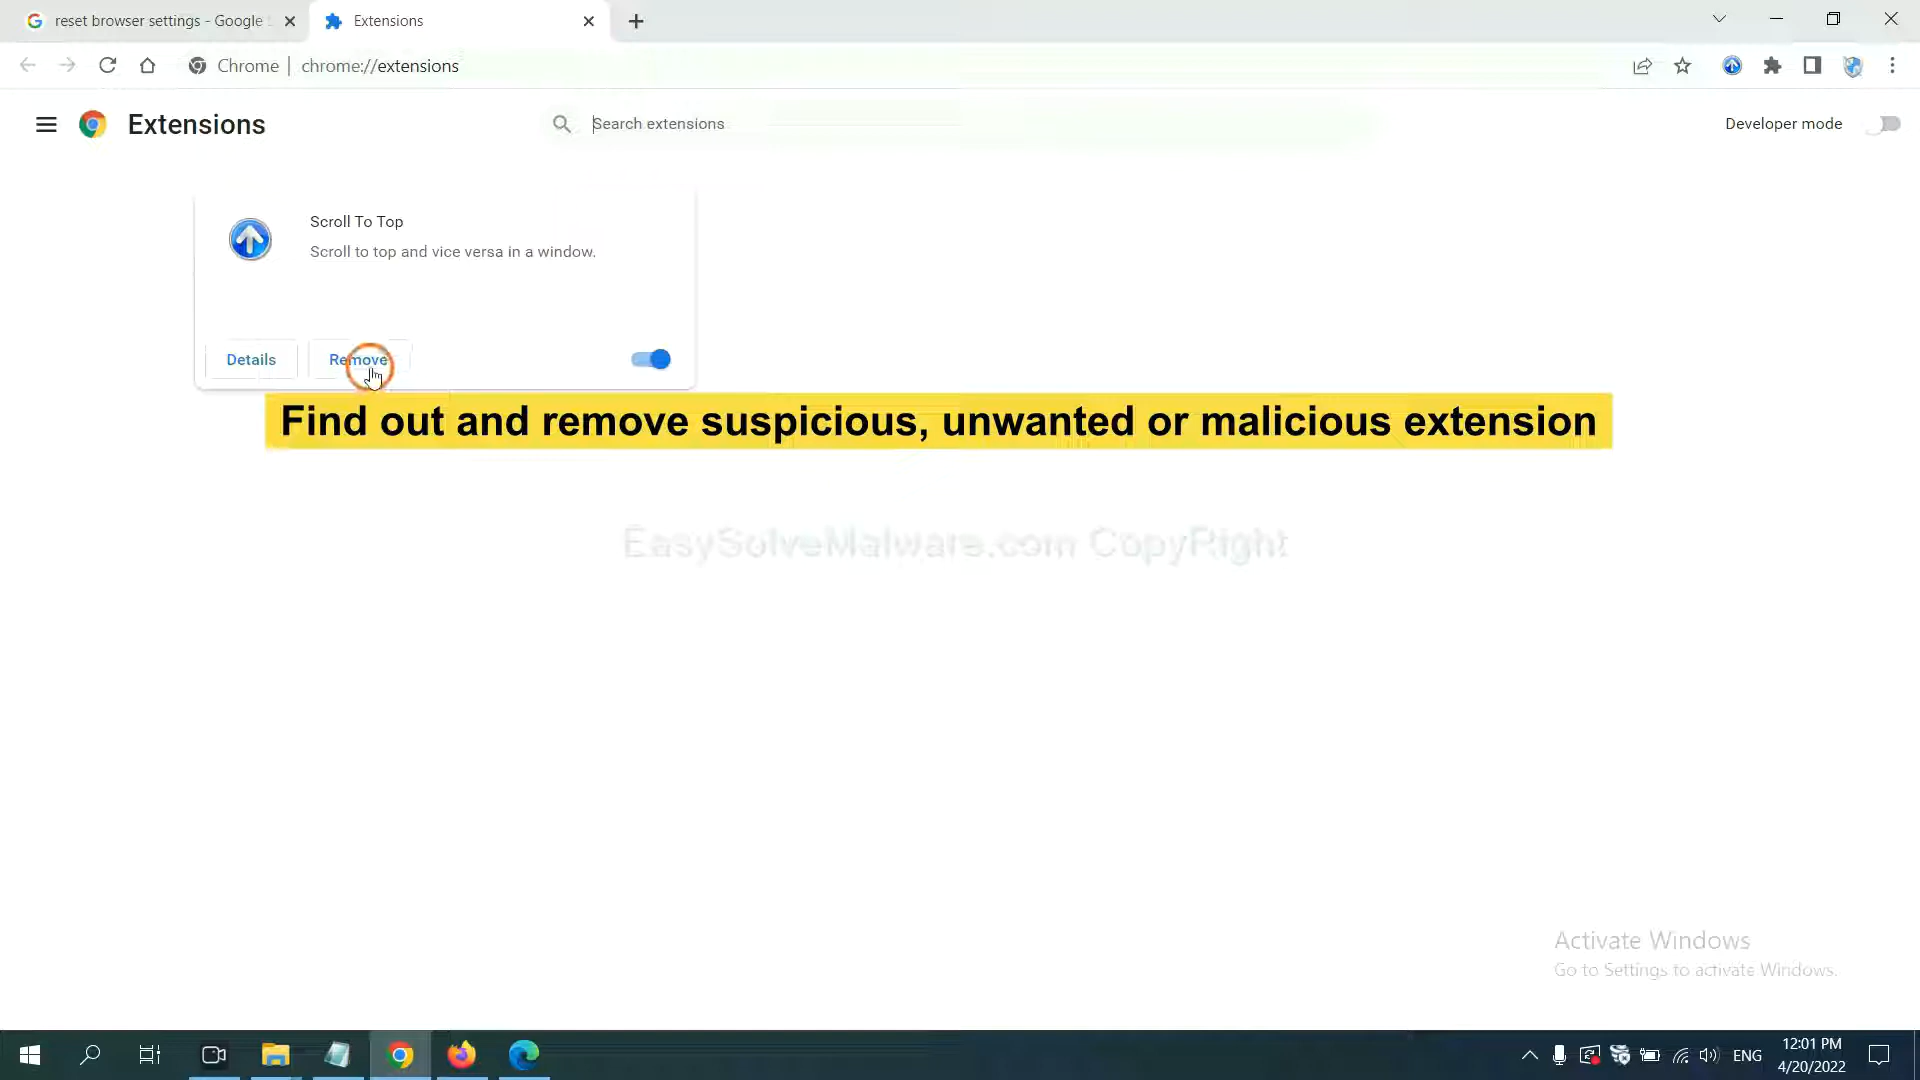 reset browser settings - Google
Extensions
Chrome
chrome://extensions
Extensions
Search extensions
Developer mode
Scroll To Top
Scroll to top and vice versa in a window.
Details
Remove
Find out and remove suspicious, unwanted or malicious extension
EasySolveMalware.com CopyRight
Activate Windows
Go to Settings to activate Windows.
ENG
12:01 PM
4/20/2022